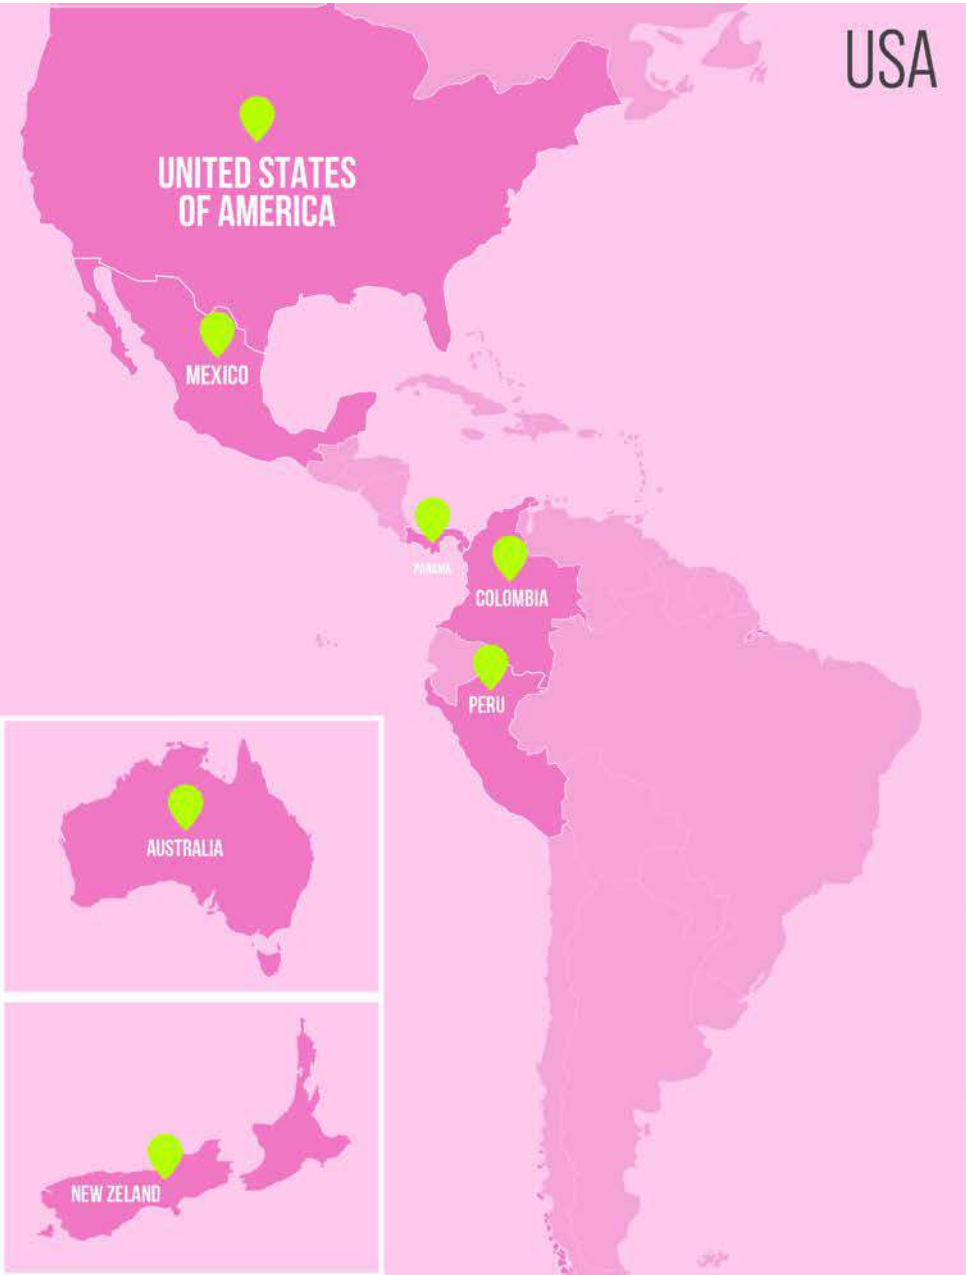 USA
UNITED STATES
OF AMERICA
MEXICO
PANAMA
COLOMBIA
PERU
AUSTRALIA
NEW ZELAND